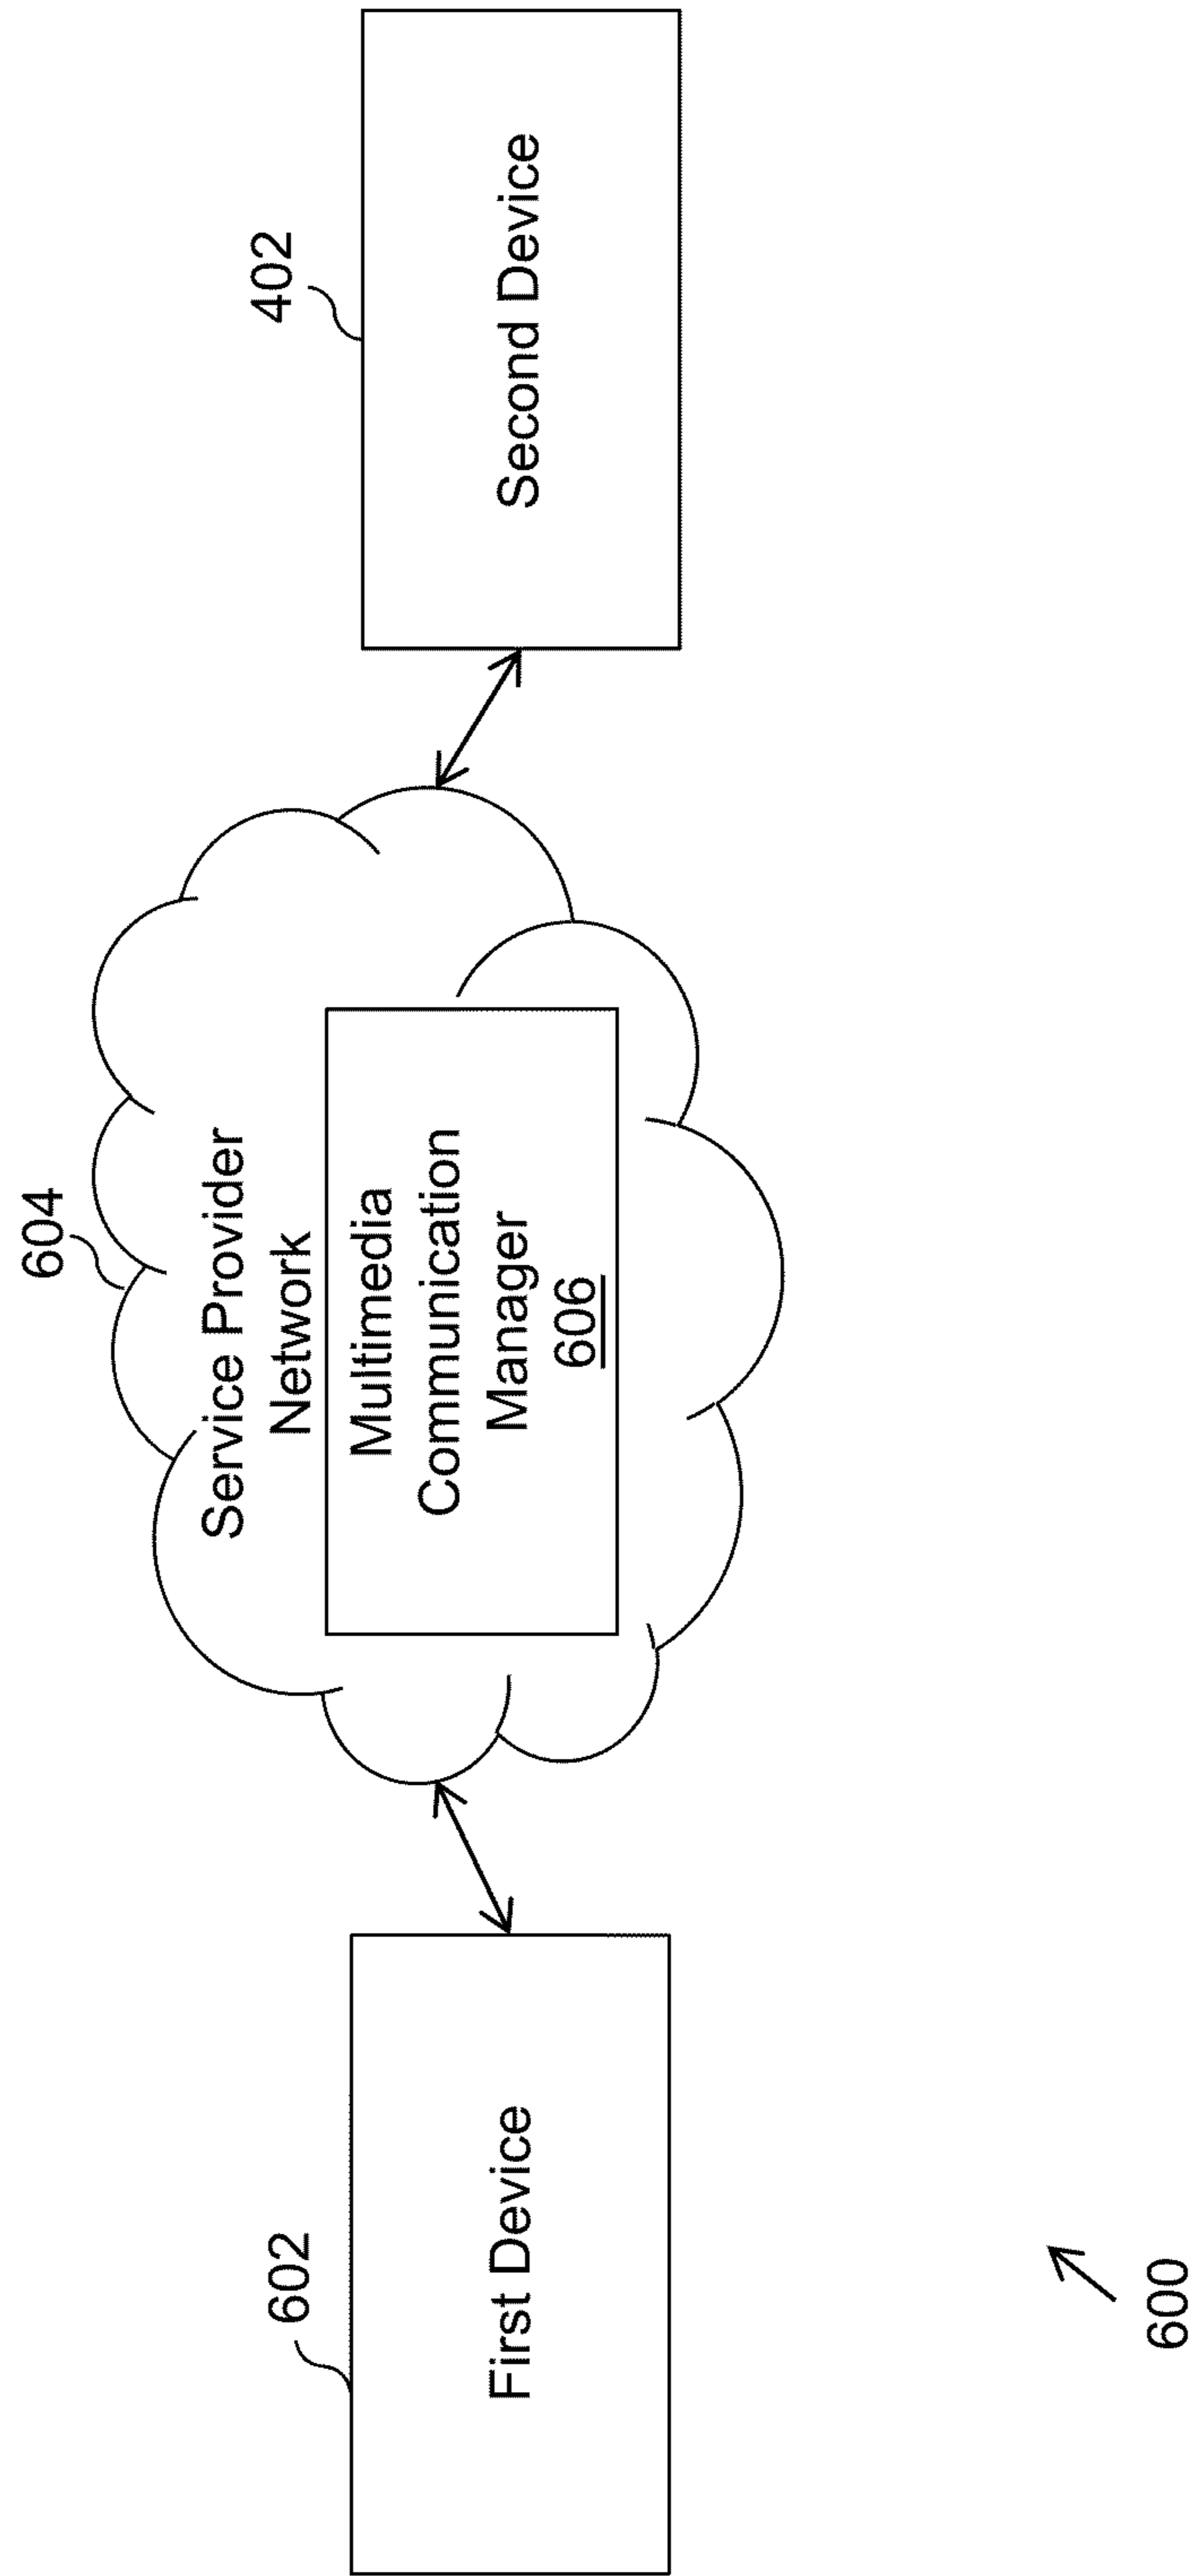 604
402
602
Service Provider
Network
Multimedia
Communication
Manager
606
First Device
Second Device
600